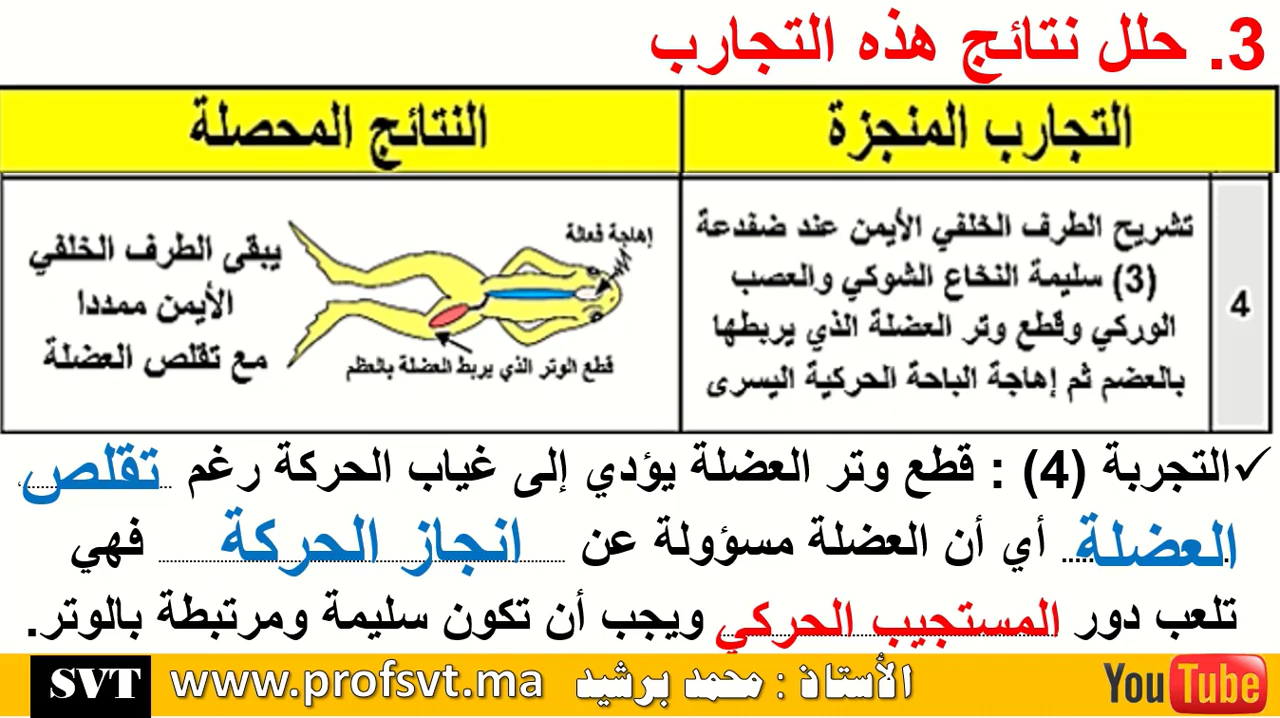 3. حلل نتائج هذه التجارب
التجارب المنجزة
النتائج المحصلة
4
تشريح الطرف الخلفي الأيمن عند ضفدعة
(3) سليمة النخاع الشوكي والعصب
الوركي وقطع وتر العضلة الذي يربطها
بالعضم ثم إهاجة الباحة الحركية اليسرى
إهاجة فعالة
قطع الوتر الذي يربط العضلة بالعظم
يبقى الطرف الخلفي
الأيمن ممددا
مع تقلص العضلة
✓التجربة (4) : قطع وتر العضلة يؤدي إلى غياب الحركة رغم تقلص
العضلة أي أن العضلة مسؤولة عن انجاز الحركة فهي
تلعب دور المستجيب الحركي ويجب أن تكون سليمة ومرتبطة بالوتر.
SVT www.profsvt.ma الأستاذ : محمد برشيد YouTube